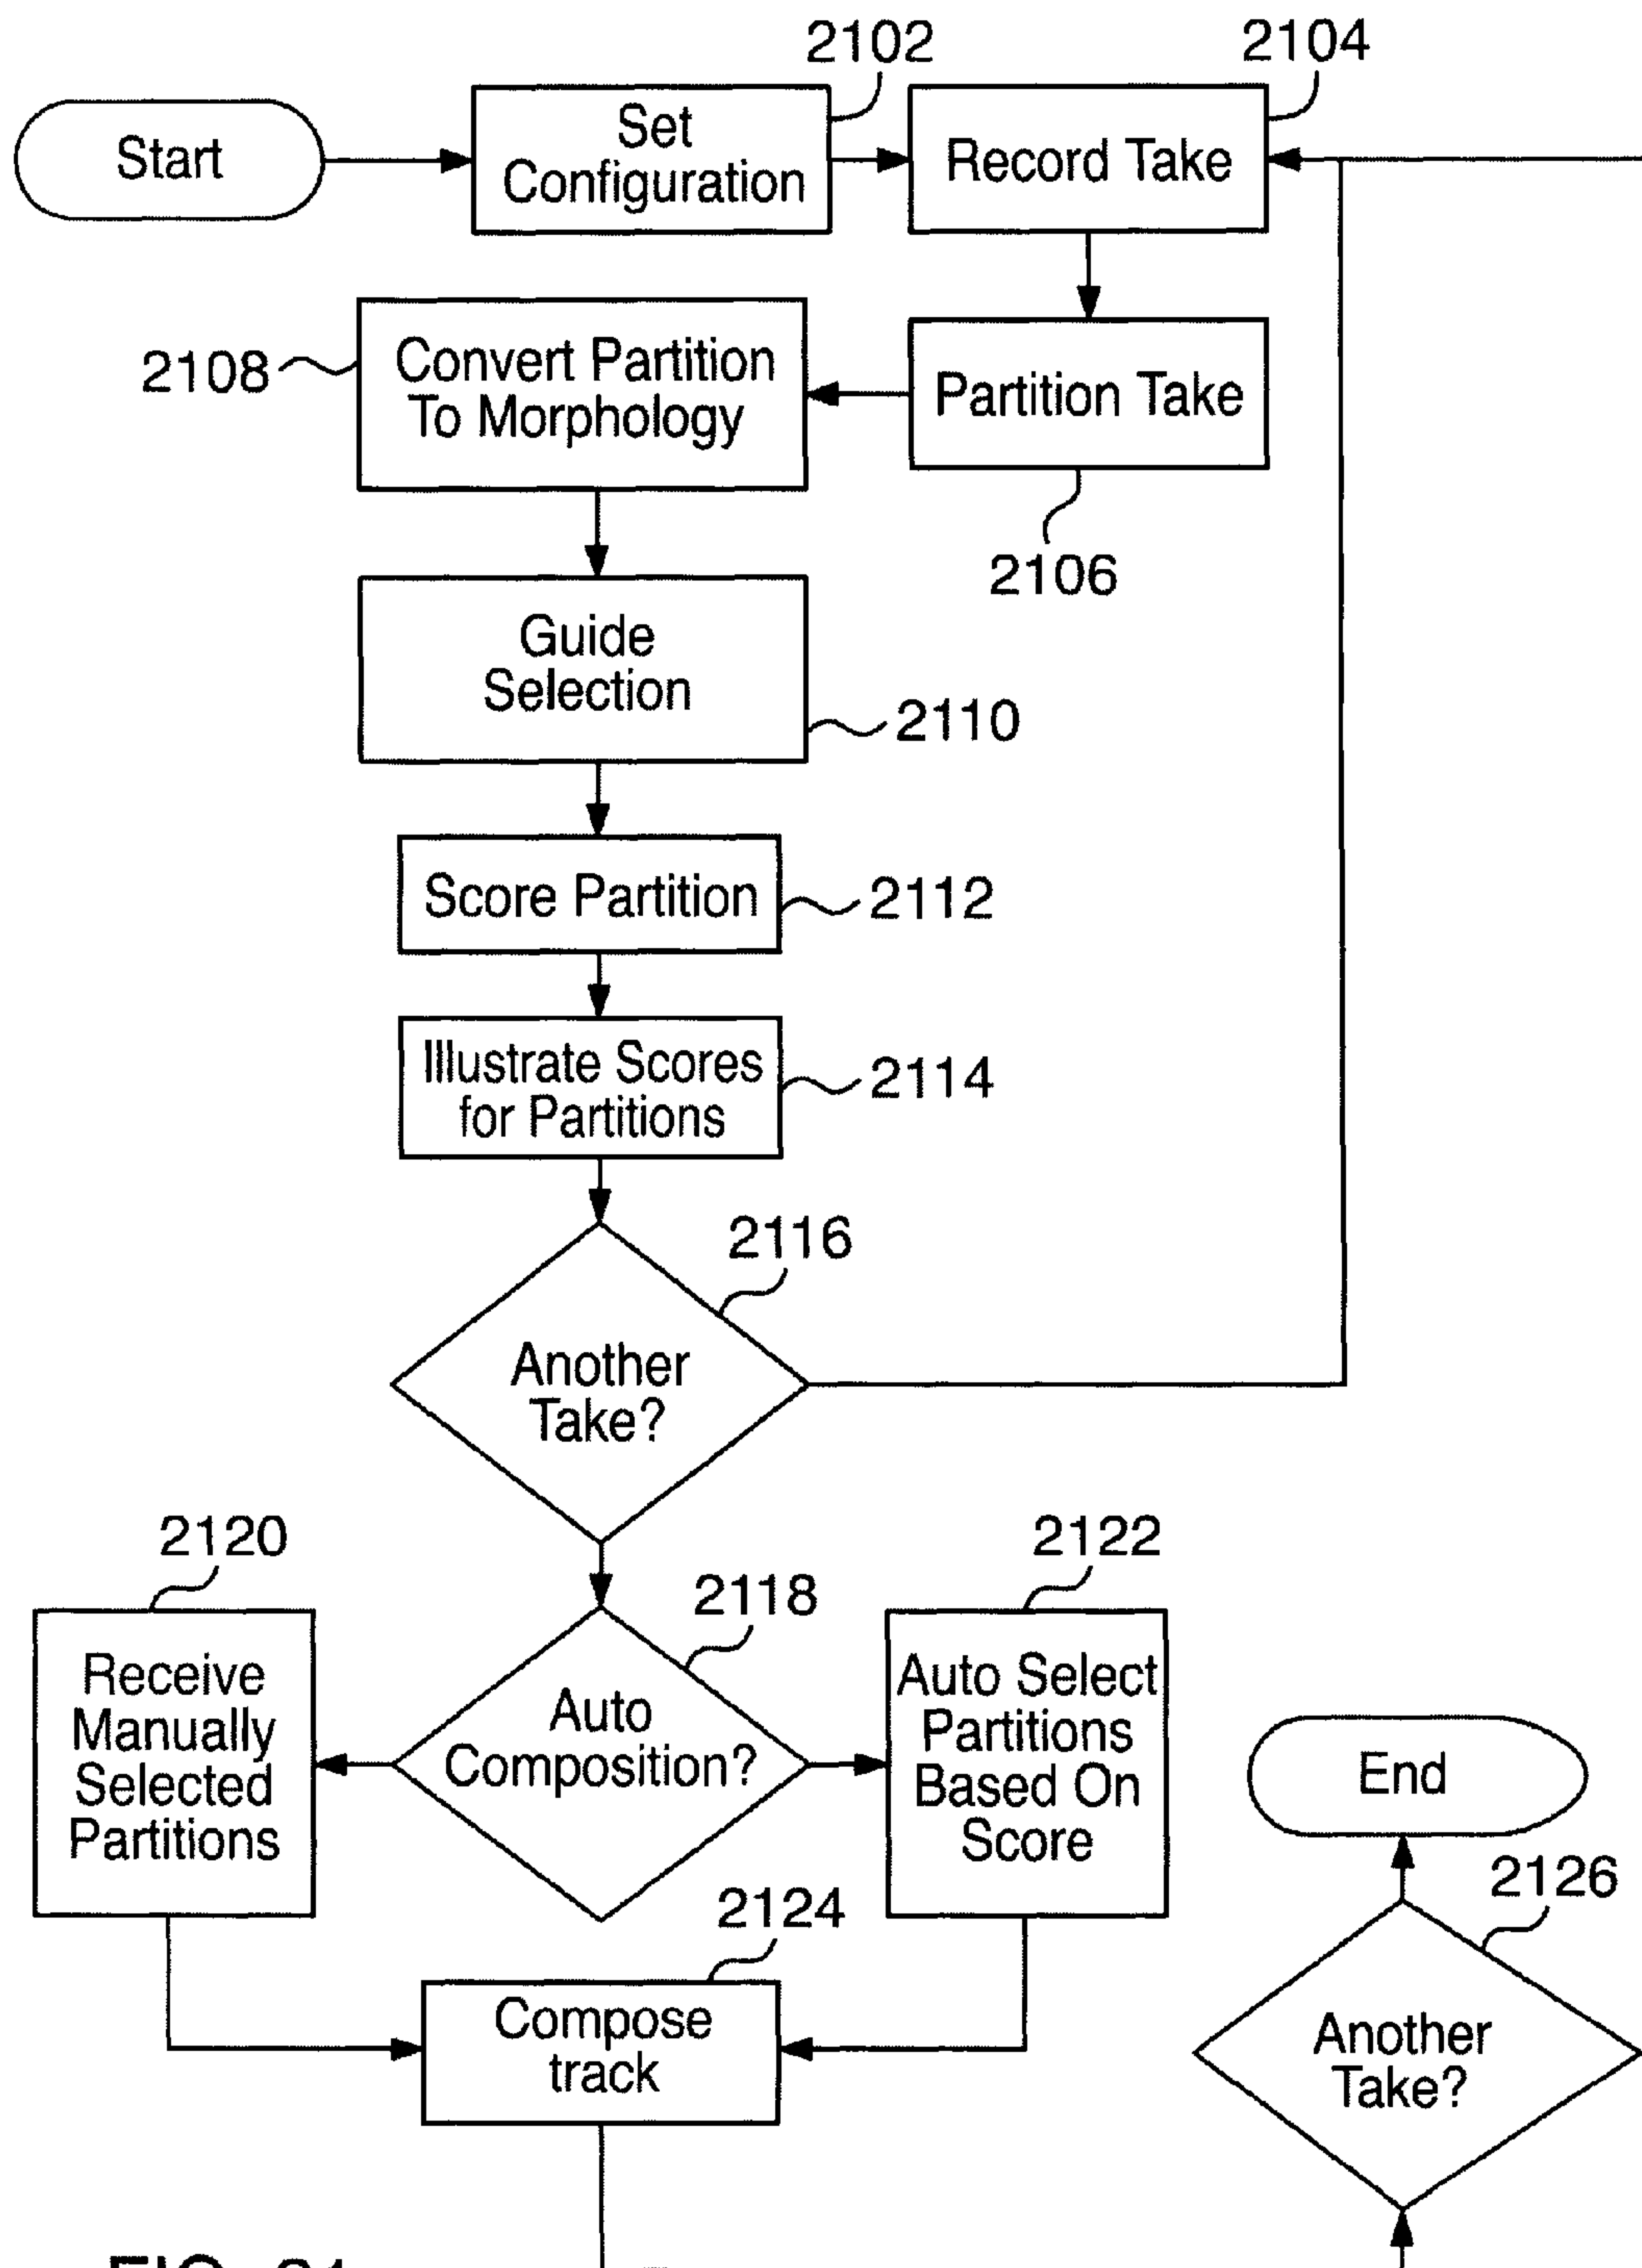 2102
2104
Start
Set
Configuration
Record Take
2108
Convert Partition
To Morphology
Partition Take
2106
Guide
Selection
2110
Score Partition
2112
Illustrate Scores
for Partitions
2114
2116
Another
Take?
2120
2122
2118
Receive
Manually
Selected
Partitions
Auto
Composition?
Auto Select
Partitions
Based On
Score
End
2126
2124
Compose
track
Another
Take?